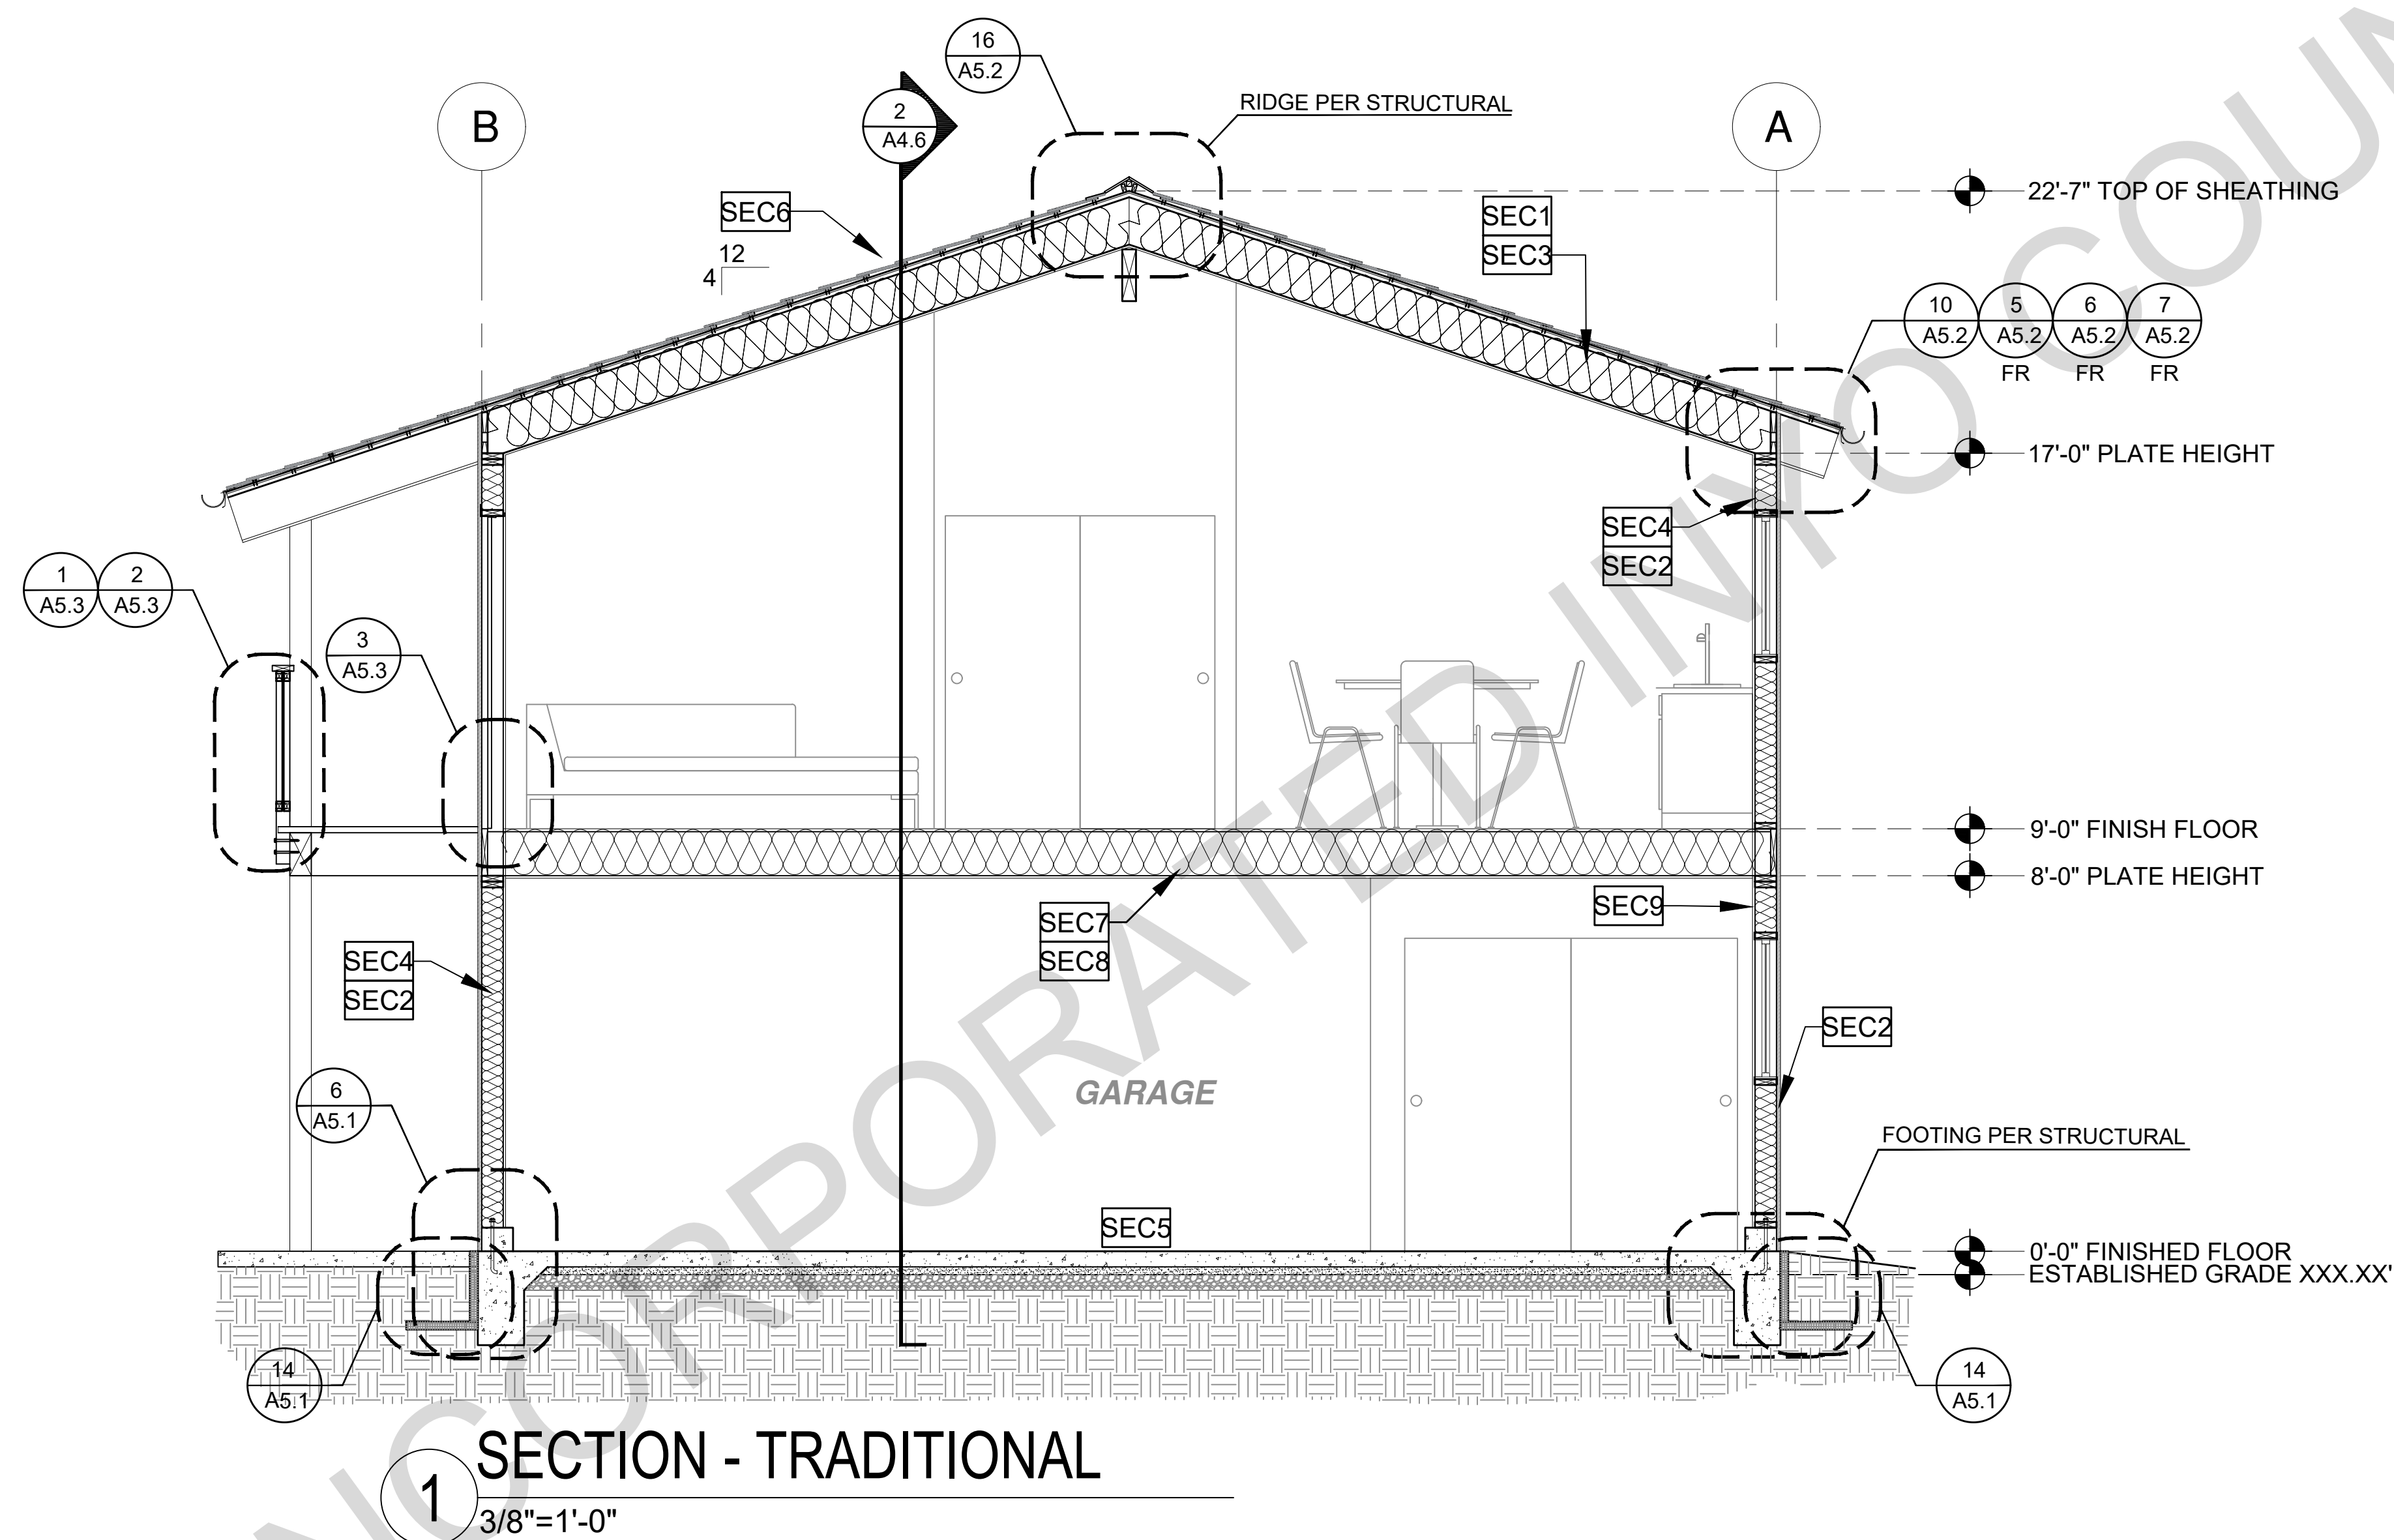 16
A5.2
RIDGE PER STRUCTURAL
B
2
A4.6
A
SEC6
12
4
SEC1
SEC3
22'-7" TOP OF SHEATHING
10
A5.2
5
A5.2
FR
6
A5.2
FR
7
A5.2
FR
17'-0" PLATE HEIGHT
SEC4
SEC2
1
A5.3
2
A5.3
3
A5.3
9'-0" FINISH FLOOR
8'-0" PLATE HEIGHT
SEC7
SEC8
SEC9
SEC4
SEC2
SEC2
GARAGE
6
A5.1
FOOTING PER STRUCTURAL
SEC5
0'-0" FINISHED FLOOR
ESTABLISHED GRADE XXX.XX'
14
A5.1
14
A5.1
1
SECTION - TRADITIONAL
3/8"=1'-0"
NCORPORATED INYO COUN